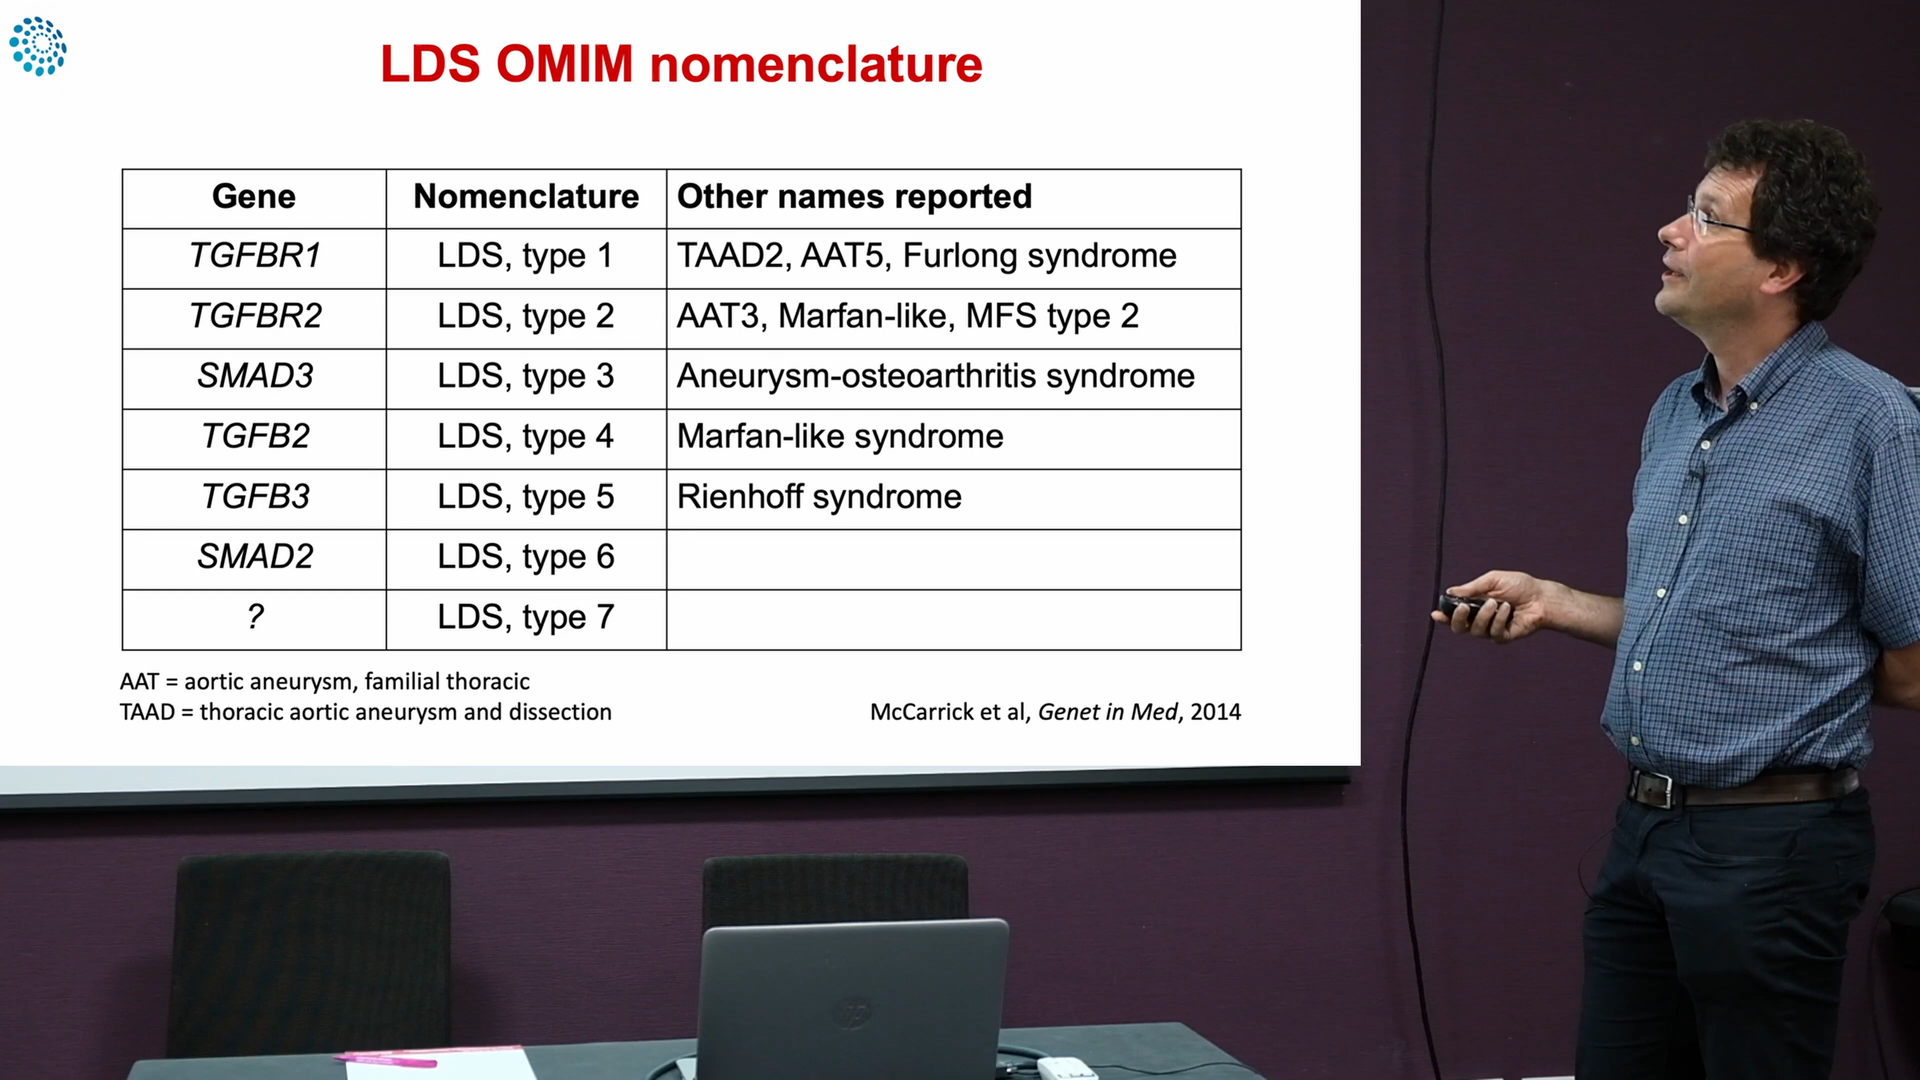 LDS OMIM nomenclature
Gene Nomenclature Other names reported
TGFBR1 LDS, type 1 TAAD2, AAT5, Furlong syndrome
TGFBR2 LDS, type 2 AAT3, Marfan-like, MFS type 2
SMAD3 LDS, type 3 Aneurysm-osteoarthritis syndrome
TGFB2 LDS, type 4 Marfan-like syndrome
TGFB3 LDS, type 5 Rienhoff syndrome
SMAD2 LDS, type 6
? LDS, type 7
AAT = aortic aneurysm, familial thoracic
TAAD = thoracic aortic aneurysm and dissection
McCarrick et al, Genet in Med, 2014
hp